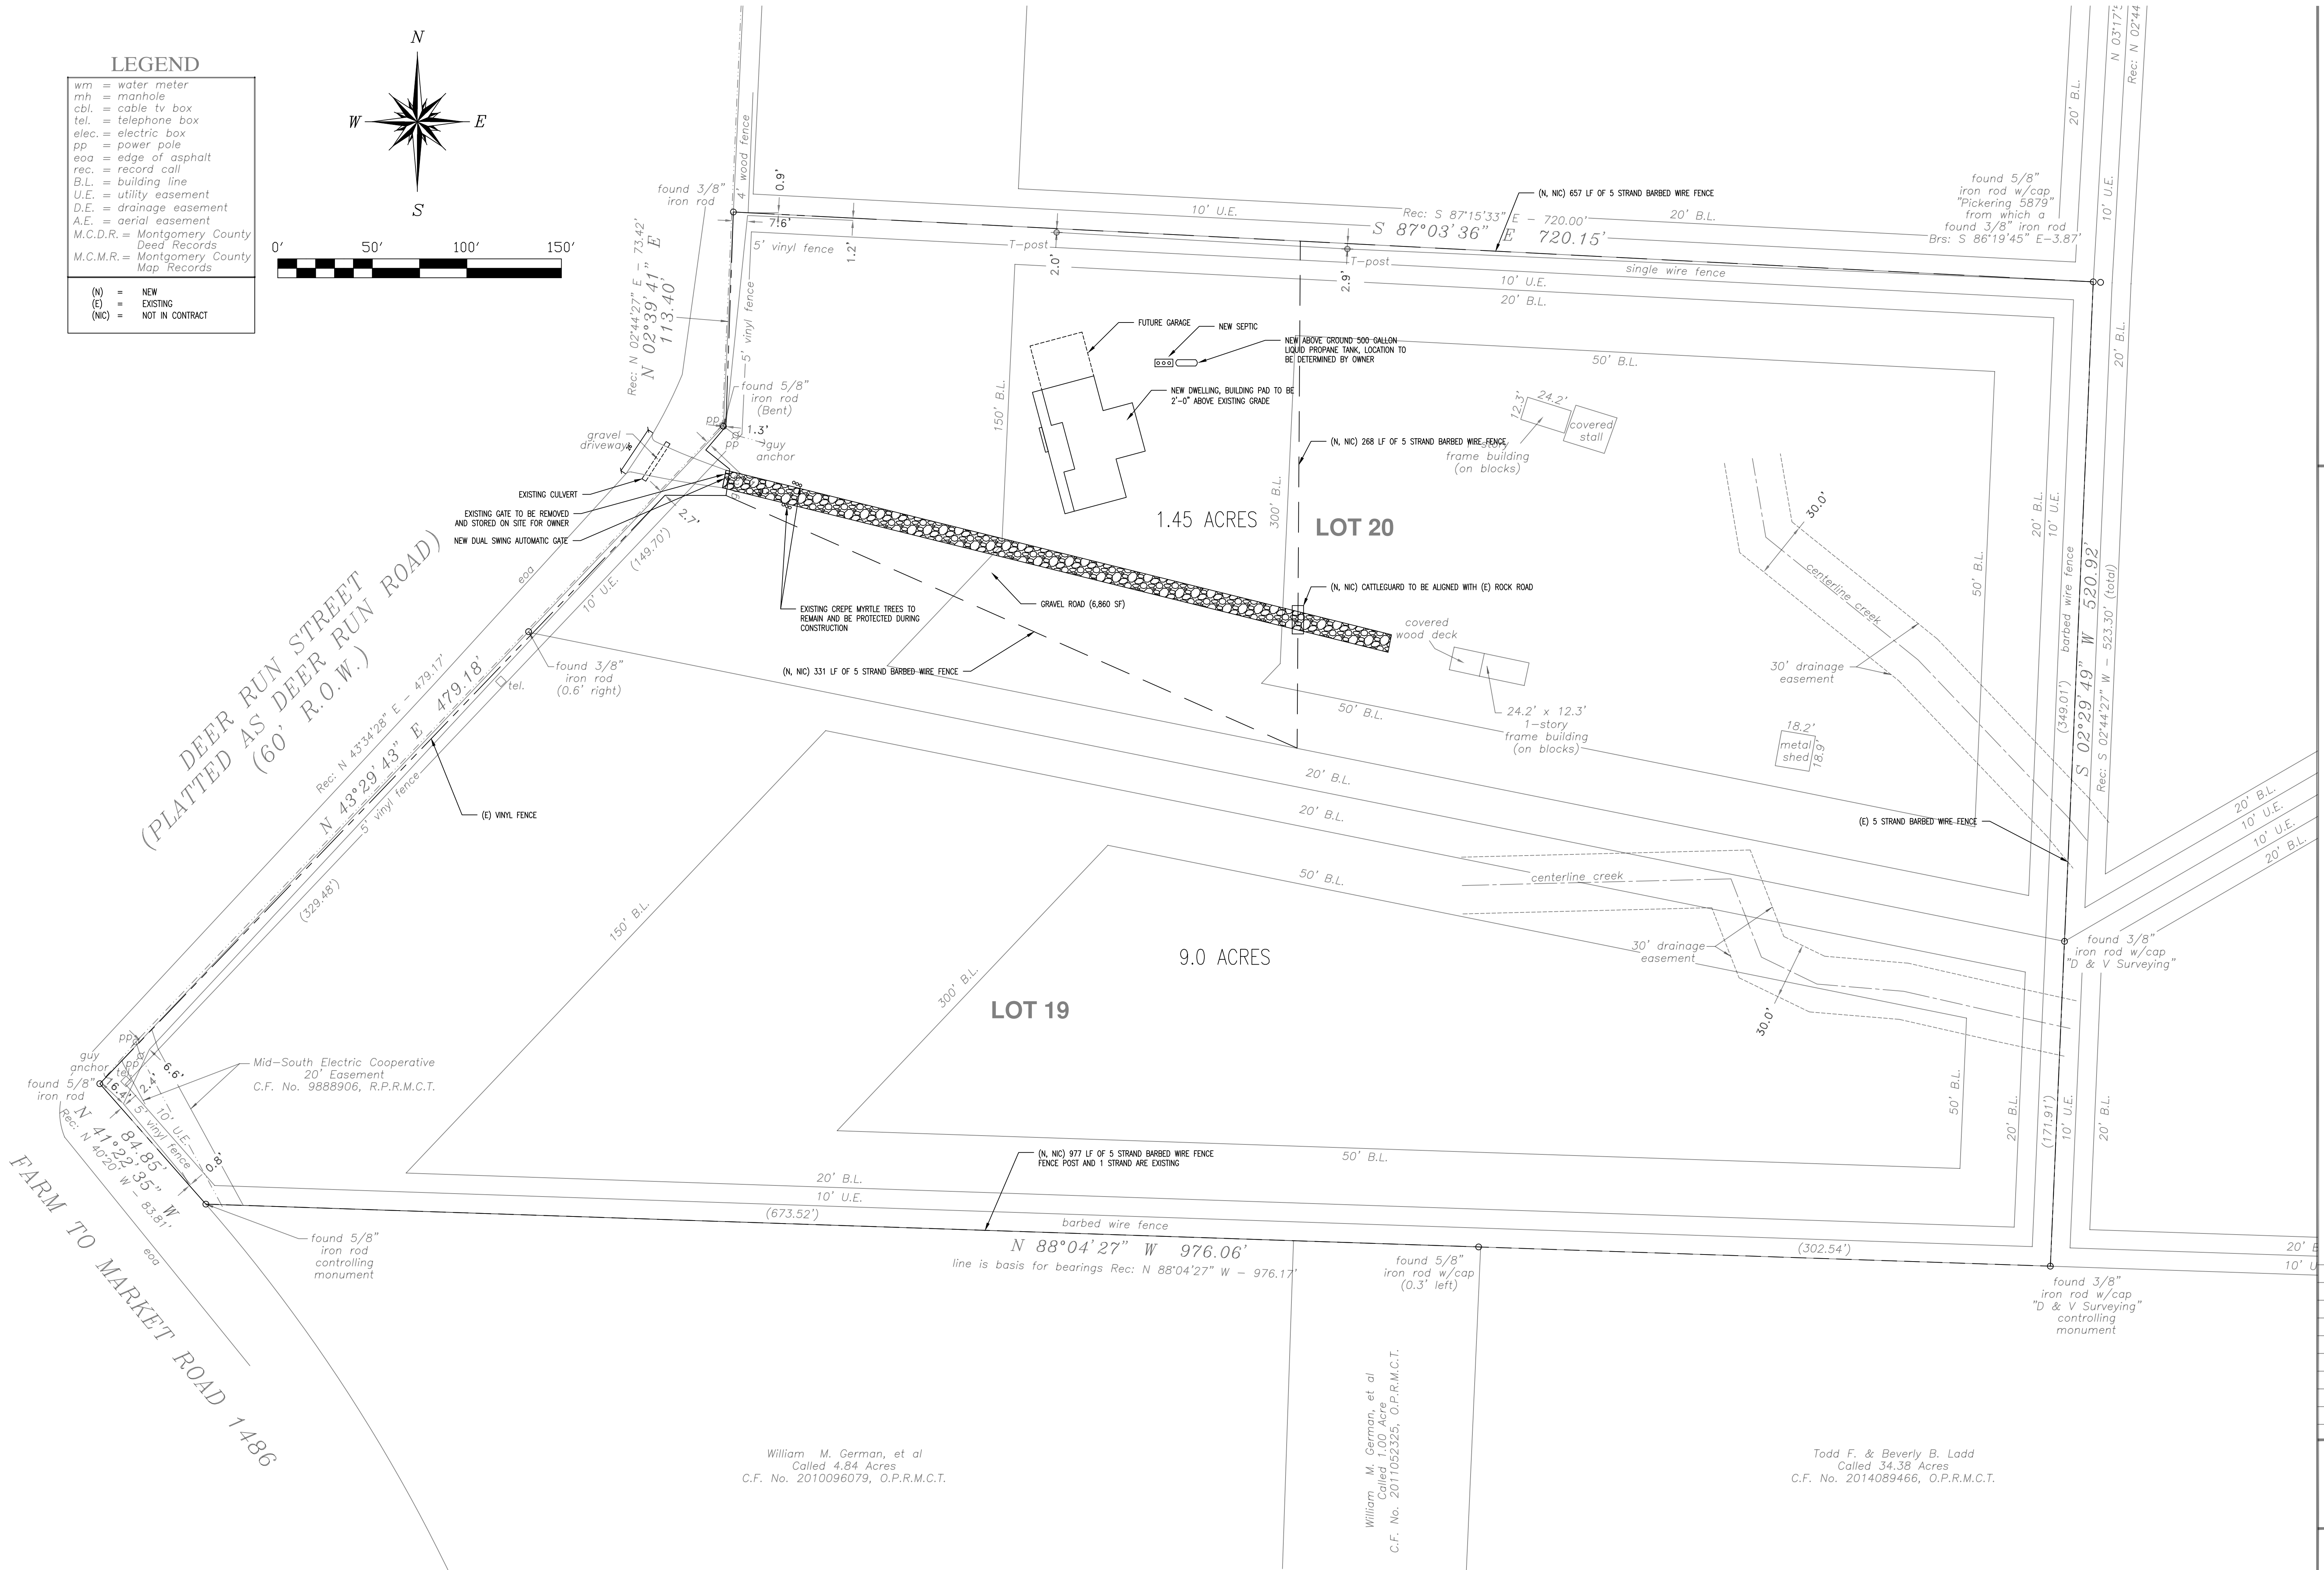 LEGEND
wm = water meter
mh = manhole
cbl. = cable tv box
tel. = telephone box
elec. = electric box
pp = power pole
eoa = edge of asphalt
rec. = record call
B.L. = building line
U.E. = utility easement
D.E. = drainage easement
A.E. = aerial easement
M.C.D.R. = Montgomery County
Deed Records
M.C.M.R. = Montgomery County
Map Records
(N) = NEW
(E) = EXISTING
(NIC) = NOT IN CONTRACT
N
W
E
S
0'
50'
100'
150'
found 3/8"
iron rod
4' wood fence
0.9'
7.6'
1.2'
5' vinyl fence
10' U.E.
T-post
2.0'
T-post
2.9'
Rec: S 87°15'33" E - 720.00'
S 87°03'36" E 720.15'
20' B.L.
(N, NIC) 657 LF OF 5 STRAND BARBED WIRE FENCE
single wire fence
10' U.E.
20' B.L.
found 5/8"
iron rod w/cap
"Pickering 5879"
from which a
found 3/8" iron rod
Brs: S 86°19'45" E-3.87'
20' B.L.
10' U.E.
20' B.L.
Rec: N 02°44'27" E - 73.42'
N 02°39'41" E
113.40'
5' vinyl fence
found 5/8"
iron rod
(Bent)
pp
pp
1.3'
guy
anchor
gravel
driveway
EXISTING CULVERT
EXISTING GATE TO BE REMOVED
AND STORED ON SITE FOR OWNER
NEW DUAL SWING AUTOMATIC GATE
2.7'
(149.70')
10' U.E.
eoa
FUTURE GARAGE
NEW SEPTIC
NEW ABOVE GROUND 500 GALLON
LIQUID PROPANE TANK, LOCATION TO
BE DETERMINED BY OWNER
NEW DWELLING, BUILDING PAD TO BE
2'-0" ABOVE EXISTING GRADE
150' B.L.
300' B.L.
50' B.L.
12.3'
24.2'
covered
stall
(N, NIC) 268 LF OF 5 STRAND BARBED WIRE FENCE
frame building
(on blocks)
1.45 ACRES
LOT 20
30.0'
centerline creek
30' drainage
easement
50' B.L.
20' B.L.
10' U.E.
barbed wire fence
(349.01')
S 02°29'49" W 520.92'
Rec: S 02°44'27" W - 523.30' (total)
(N, NIC) CATTLEGUARD TO BE ALIGNED WITH (E) ROCK ROAD
GRAVEL ROAD (6,860 SF)
EXISTING CREPE MYRTLE TREES TO
REMAIN AND BE PROTECTED DURING
CONSTRUCTION
(N, NIC) 331 LF OF 5 STRAND BARBED WIRE FENCE
covered
wood deck
24.2' x 12.3'
1-story
frame building
(on blocks)
50' B.L.
18.2'
metal
shed
18.9'
DEER RUN STREET
(PLATTED AS DEER RUN ROAD)
(60' R.O.W.)
found 3/8"
iron rod
(0.6' right)
tel.
Rec: N 43°34'28" E - 479.17'
N 43°29'43" E 479.18'
5' vinyl fence
(E) VINYL FENCE
(329.48')
20' B.L.
20' B.L.
(E) 5 STRAND BARBED WIRE FENCE
20' B.L.
10' U.E.
10' U.E.
20' B.L.
150' B.L.
300' B.L.
50' B.L.
centerline creek
30' drainage
easement
30.0'
found 3/8"
iron rod w/cap
"D & V Surveying"
9.0 ACRES
LOT 19
50' B.L.
20' B.L.
(171.91')
10' U.E.
20' B.L.
pp
guy
anchor
pp
found 5/8"
iron rod
16.4'
2.4'
6.6'
Mid-South Electric Cooperative
20' Easement
C.F. No. 9888906, R.P.R.M.C.T.
5' vinyl fence
10' U.E.
0.8'
84.85'
N 41°22'35" W
Rec: N 40°20' W - 83.81'
eoa
FARM TO MARKET ROAD 1486
found 5/8"
iron rod
controlling
monument
(N, NIC) 977 LF OF 5 STRAND BARBED WIRE FENCE
FENCE POST AND 1 STRAND ARE EXISTING
50' B.L.
20' B.L.
10' U.E.
(673.52')
barbed wire fence
N 88°04'27" W 976.06'
line is basis for bearings Rec: N 88°04'27" W - 976.17'
found 5/8"
iron rod w/cap
(0.3' left)
(302.54')
found 3/8"
iron rod w/cap
"D & V Surveying"
controlling
monument
William M. German, et al
Called 4.84 Acres
C.F. No. 2010096079, O.P.R.M.C.T.
William M. German, et al
Called 1.00 Acre
C.F. No. 2011052325, O.P.R.M.C.T.
Todd F. & Beverly B. Ladd
Called 34.38 Acres
C.F. No. 2014089466, O.P.R.M.C.T.